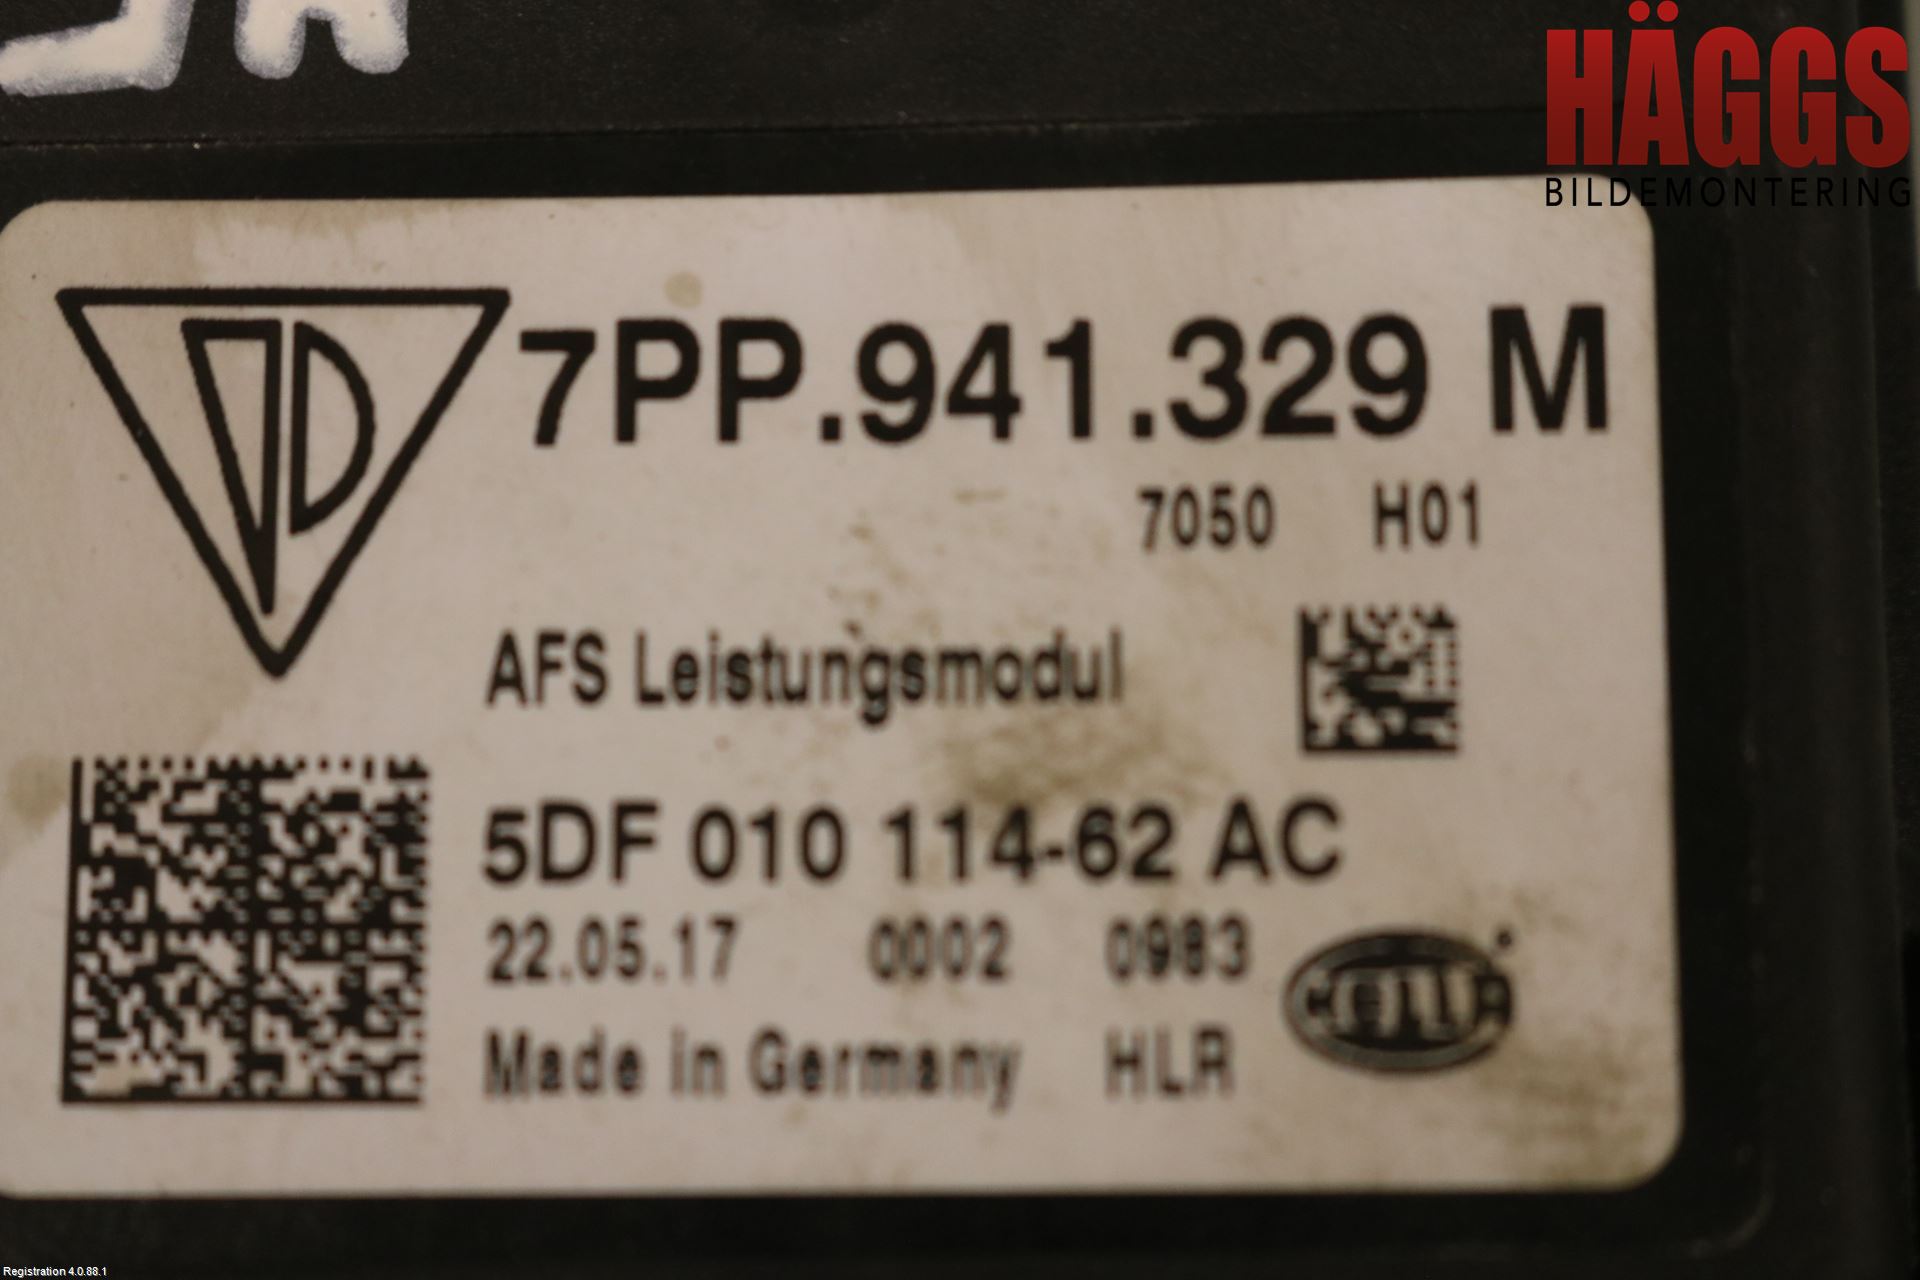 HÄGGS
BILDEMONTERING
7PP.941.329 M
7050 H01
AFS Leistungsmodul
5DF 010 114-62 AC
22.05.17 0002 0983
Made in Germany HLR
HELLA
Registration 4.0.88.1